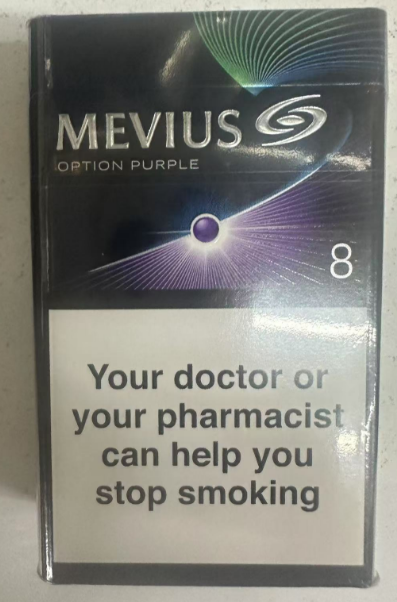 MEVIUS
OPTION PURPLE
8
Your doctor or
your pharmacist
can help you
stop smoking